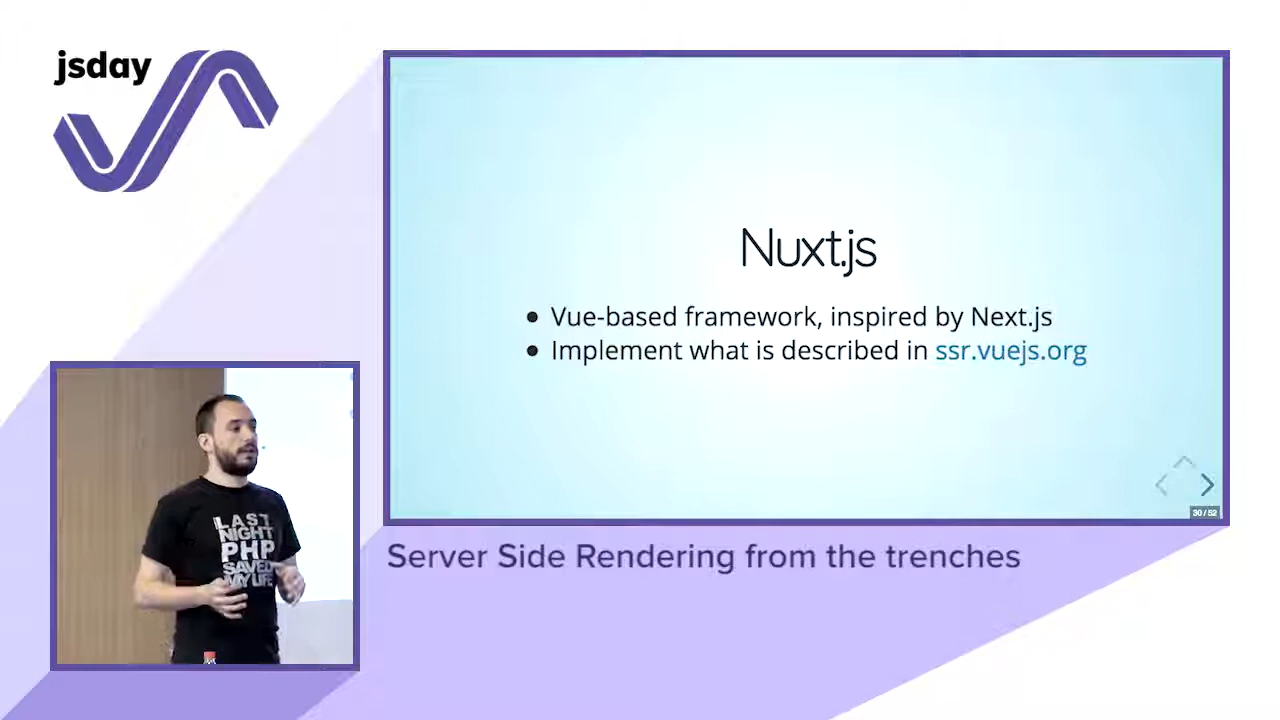 jsday
Nuxt.js
Vue-based framework, inspired by Next.js
Implement what is described in ssr.vuejs.org
30 / 52
Server Side Rendering from the trenches
LAST
NIGHT
PHP
SAVED
MY LIFE